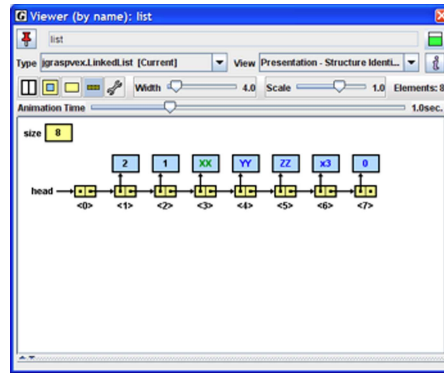 Viewer (by name): list
list
Type jgraspvex.LinkedList [Current] View Presentation - Structure Identi...
Width 4.0 Scale 1.0 Elements: 8
Animation Time 1.0sec.
size 8
2 1 XX YY ZZ x3 0
head
<0> <1> <2> <3> <4> <5> <6> <7>